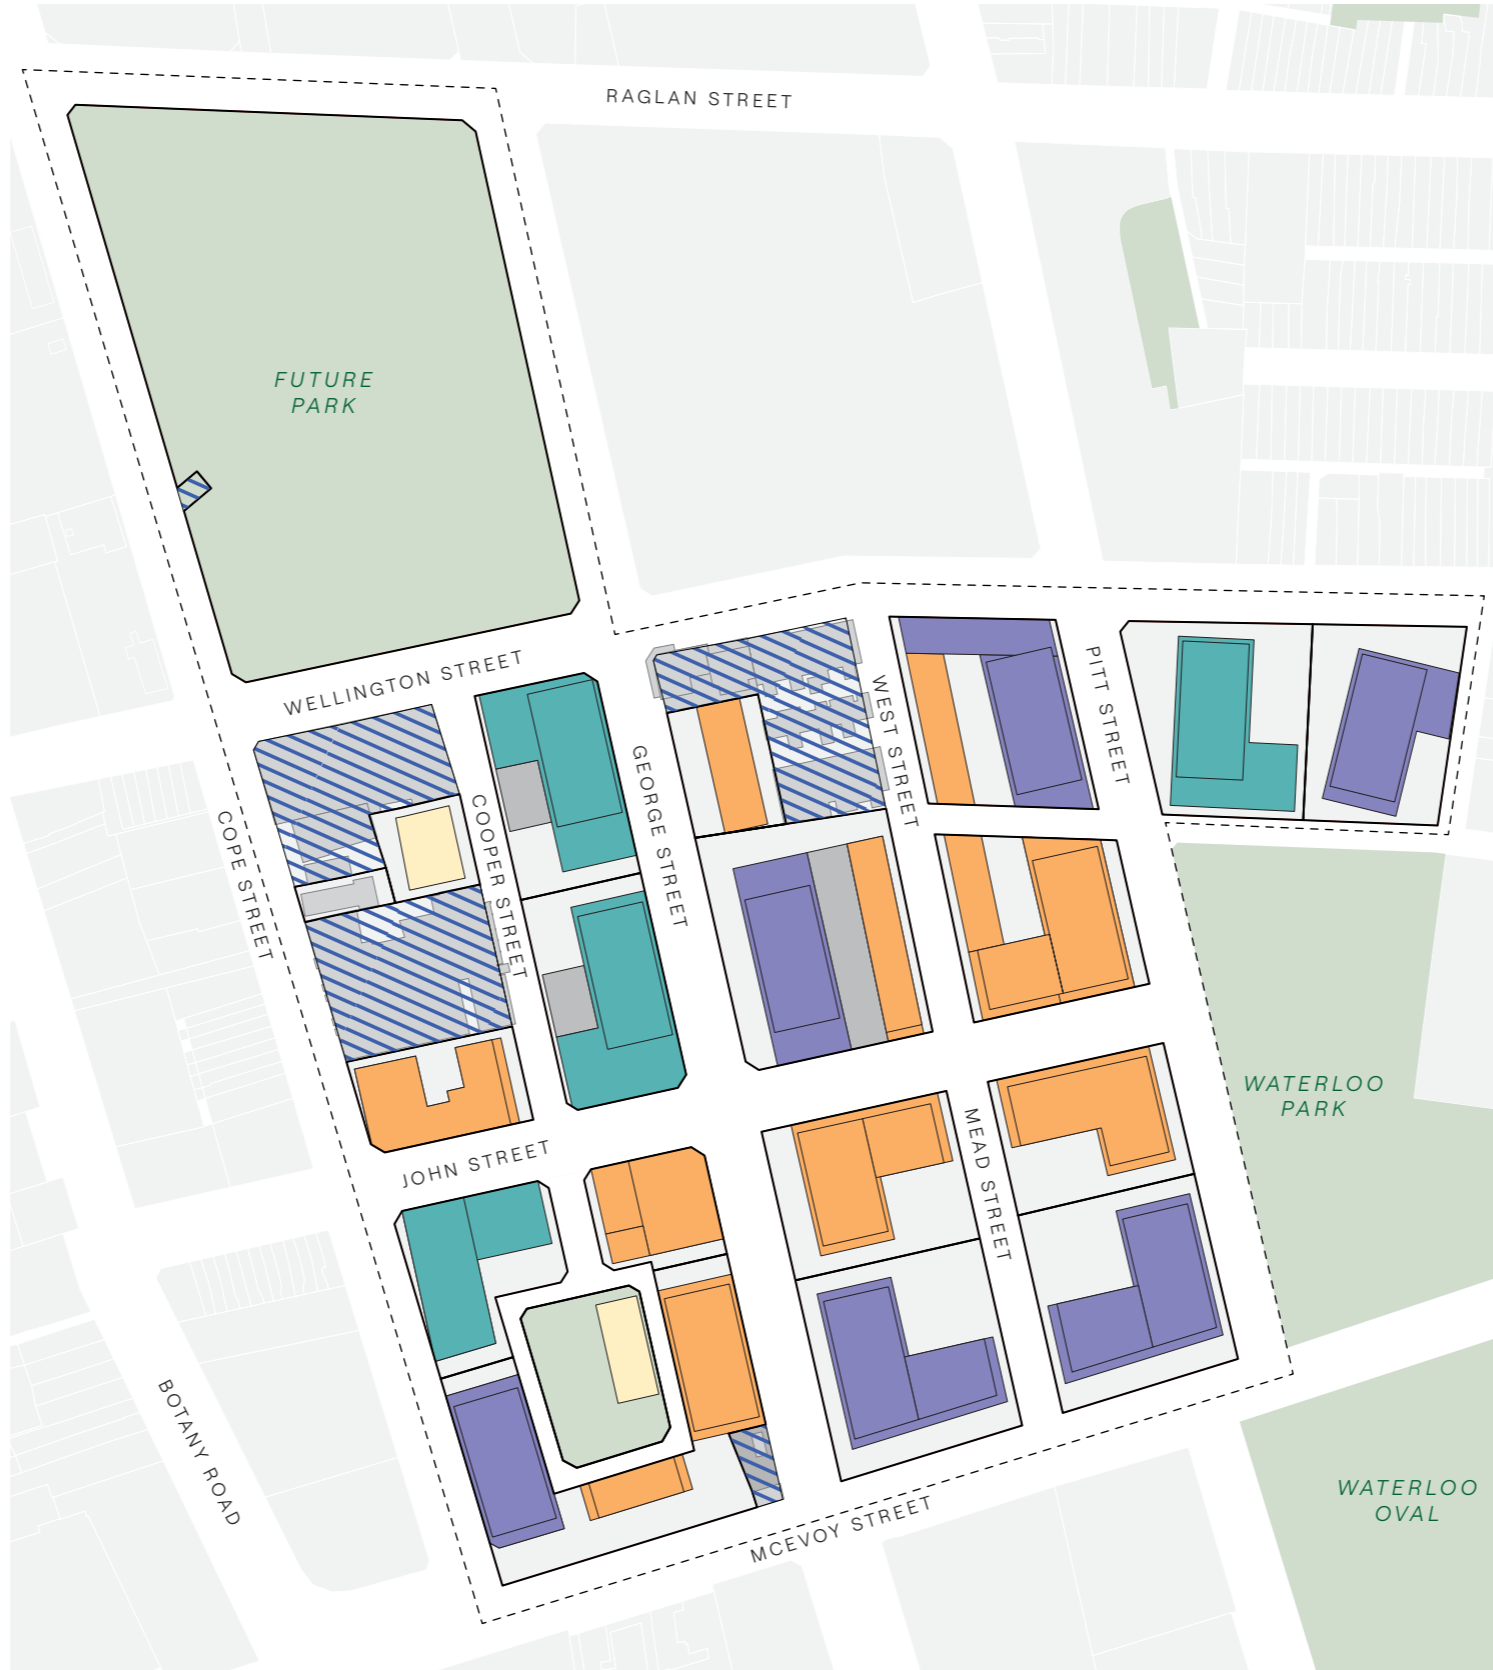 RAGLAN STREET
FUTURE
PARK
WELLINGTON STREET
PITT STREET
WEST STREET
GEORGE STREET
COOPER STREET
COPE STREET
WATERLOO
PARK
MEAD STREET
JOHN STREET
BOTANY ROAD
WATERLOO
OVAL
MCEVOY STREET